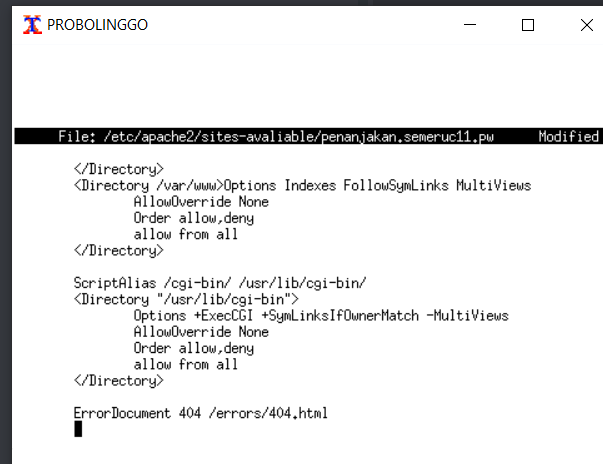 PROBOLINGGO
File: /etc/apache2/sites-avaliable/penanjakan.semeruc11.pw Modified
</Directory>
<Directory /var/www>Options Indexes FollowSymLinks MultiViews
AllowOverride None
Order allow,deny
allow from all
</Directory>
ScriptAlias /cgi-bin/ /usr/lib/cgi-bin/
<Directory "/usr/lib/cgi-bin">
Options +ExecCGI +SymLinksIfOwnerMatch -MultiViews
AllowOverride None
Order allow,deny
allow from all
</Directory>
ErrorDocument 404 /errors/404.html